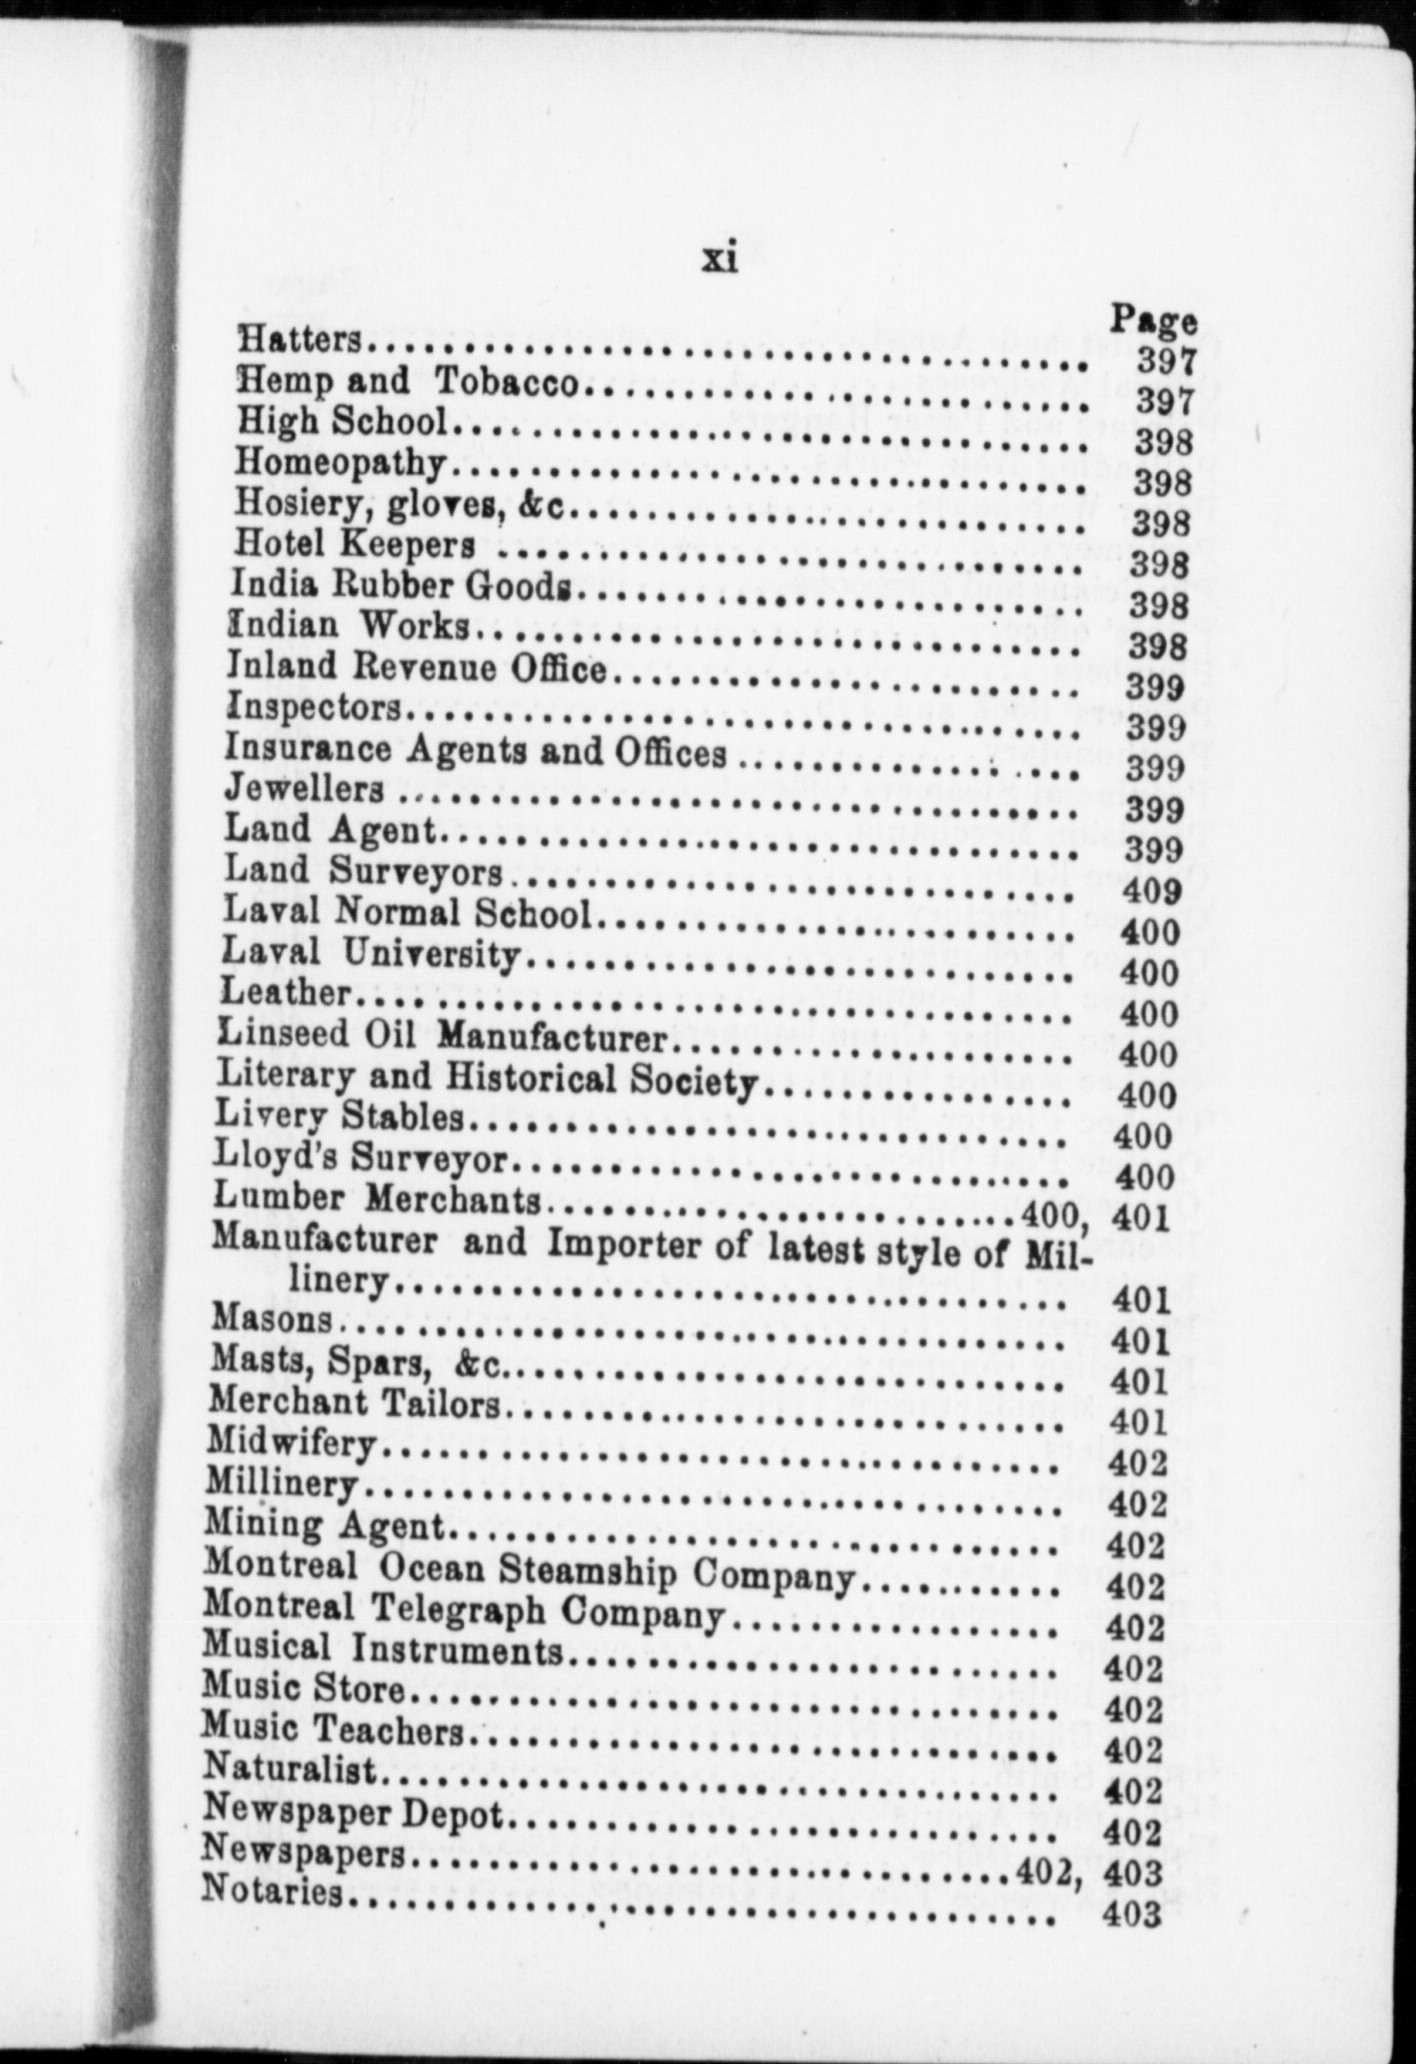 xi
Page
Hatters........................................ 397
Hemp and Tobacco.......................... 397
High School.................................. 398
Homeopathy................................. 398
Hosiery, gloves, &c........................... 398
Hotel Keepers .............................. 398
India Rubber Goods.......................... 398
Indian Works............................... 398
Inland Revenue Office........................ 399
Inspectors................................... 399
Insurance Agents and Offices .................. 399
Jewellers ................................... 399
Land Agent.................................. 399
Land Surveyors.............................. 409
Laval Normal School......................... 400
Laval University............................. 400
Leather..................................... 400
Linseed Oil Manufacturer..................... 400
Literary and Historical Society................. 400
Livery Stables................................ 400
Lloyd's Surveyor............................. 400
Lumber Merchants........................400, 401
Manufacturer and Importer of latest style of Mil-
linery................................... 401
Masons..................................... 401
Masts, Spars, &c............................. 401
Merchant Tailors............................. 401
Midwifery................................... 402
Millinery.................................... 402
Mining Agent................................ 402
Montreal Ocean Steamship Company........... 402
Montreal Telegraph Company................. 402
Musical Instruments.......................... 402
Music Store.................................. 402
Music Teachers............................... 402
Naturalist................................... 402
Newspaper Depot............................. 402
Newspapers...............................402, 403
Notaries..................................... 403